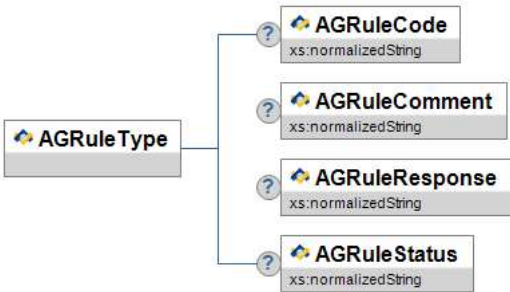 AGRuleCode
xs:normalizedString
?
AGRuleComment
xs:normalizedString
?
AGRuleType
AGRuleResponse
xs:normalizedString
?
AGRuleStatus
xs:normalizedString
?